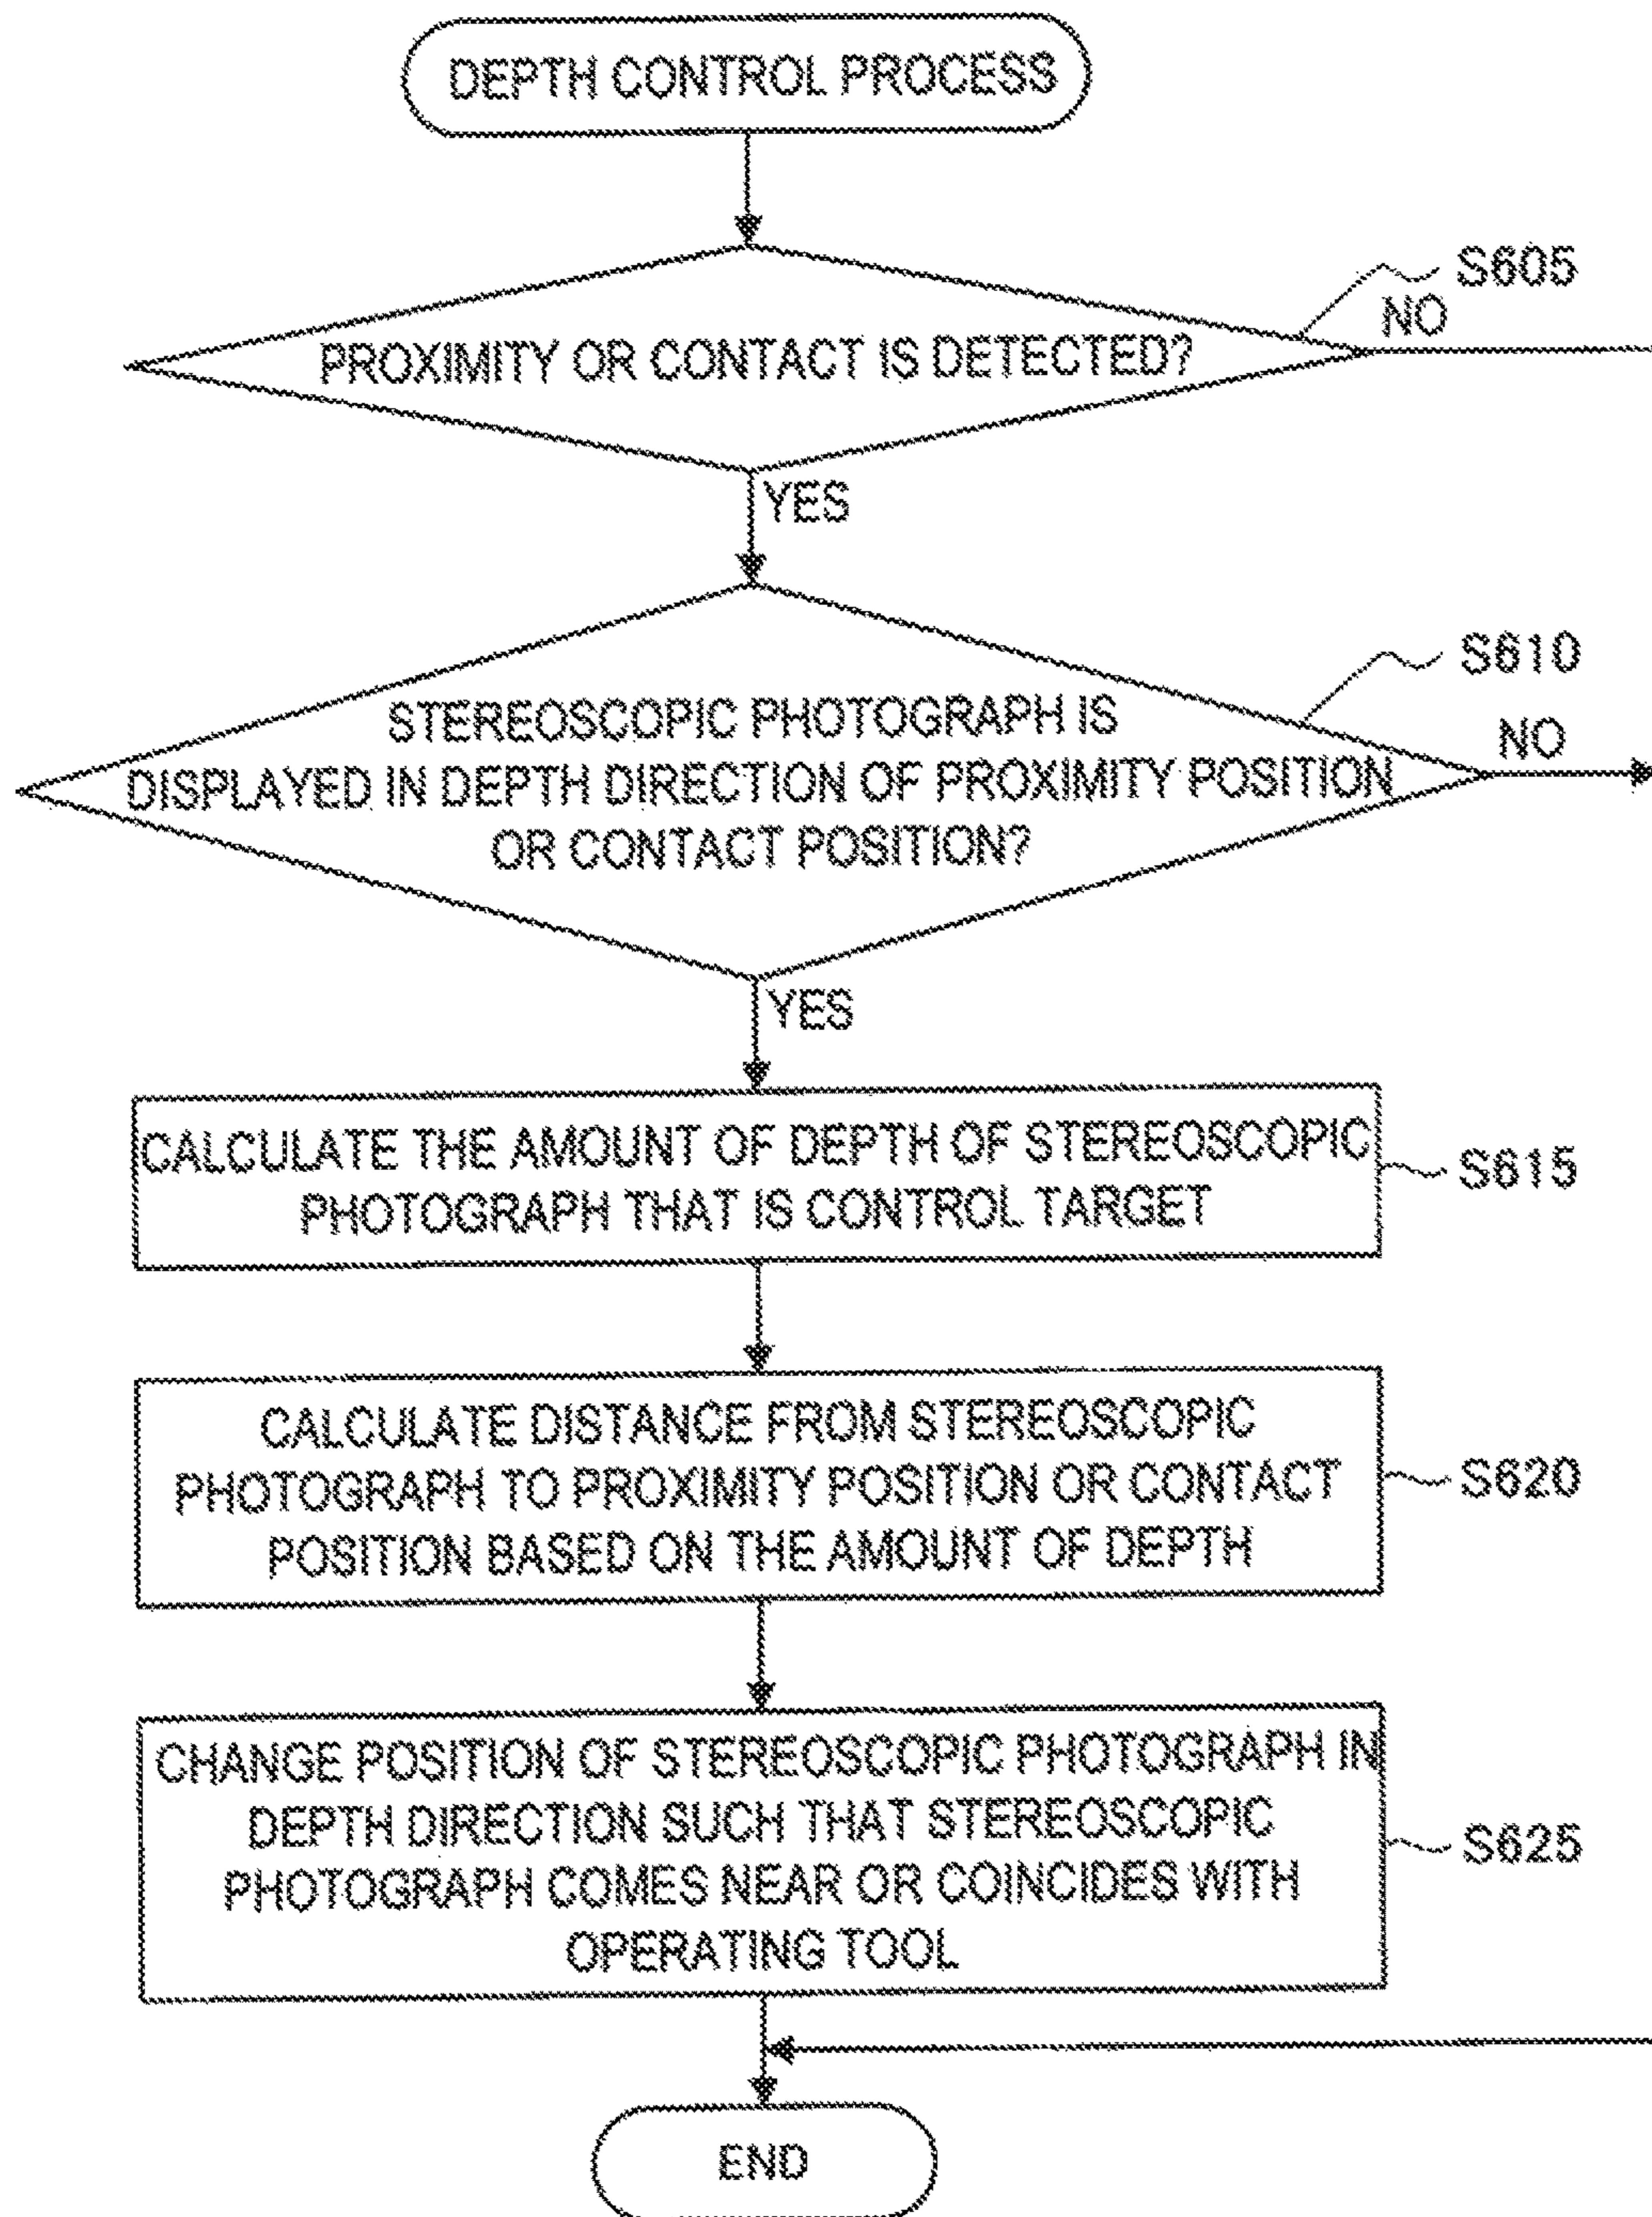 DEPTH CONTROL PROCESS
S605
NO
PROXIMITY OR CONTACT IS DETECTED?
YES
S610
STEREOSCOPIC PHOTOGRAPH IS
NO
DISPLAYED IN DEPTH DIRECTION OF PROXIMITY POSITION
OR CONTACT POSITION?
YES
CALCULATE THE AMOUNT OF DEPTH OF STEREOSCOPIC
PHOTOGRAPH THAT IS CONTROL TARGET
S615
CALCULATE DISTANCE FROM STEREOSCOPIC
PHOTOGRAPH TO PROXIMITY POSITION OR CONTACT
POSITION BASED ON THE AMOUNT OF DEPTH
S620
CHANGE POSITION OF STEREOSCOPIC PHOTOGRAPH IN
DEPTH DIRECTION SUCH THAT STEREOSCOPIC
PHOTOGRAPH COMES NEAR OR COINCIDES WITH
OPERATING TOOL
S625
END